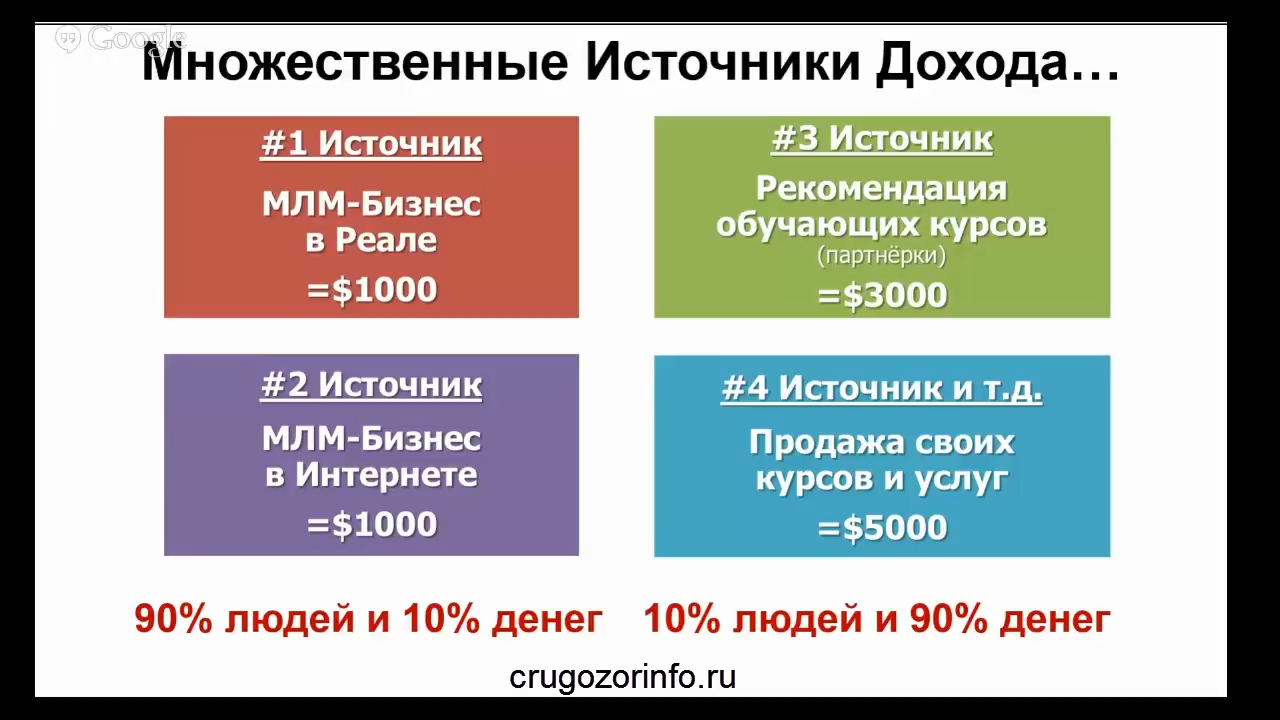 Google
Множественные Источники Дохода...
#1 Источник
МЛМ-Бизнес
в Реале
=$1000
#2 Источник
МЛМ-Бизнес
в Интернете
=$1000
90% людей и 10% денег
#3 Источник
Рекомендация
обучающих курсов
(партнёрки)
=$3000
#4 Источник и т.д.
Продажа своих
курсов и услуг
=$5000
10% людей и 90% денег
crugozorinfo.ru